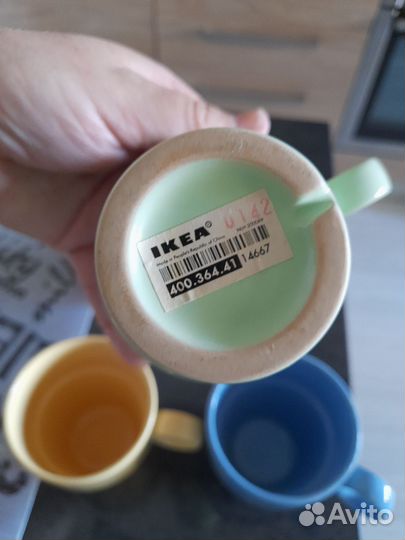 0142
IKEA®
Made in People's Republic of China
400.364.41 14667
Avito